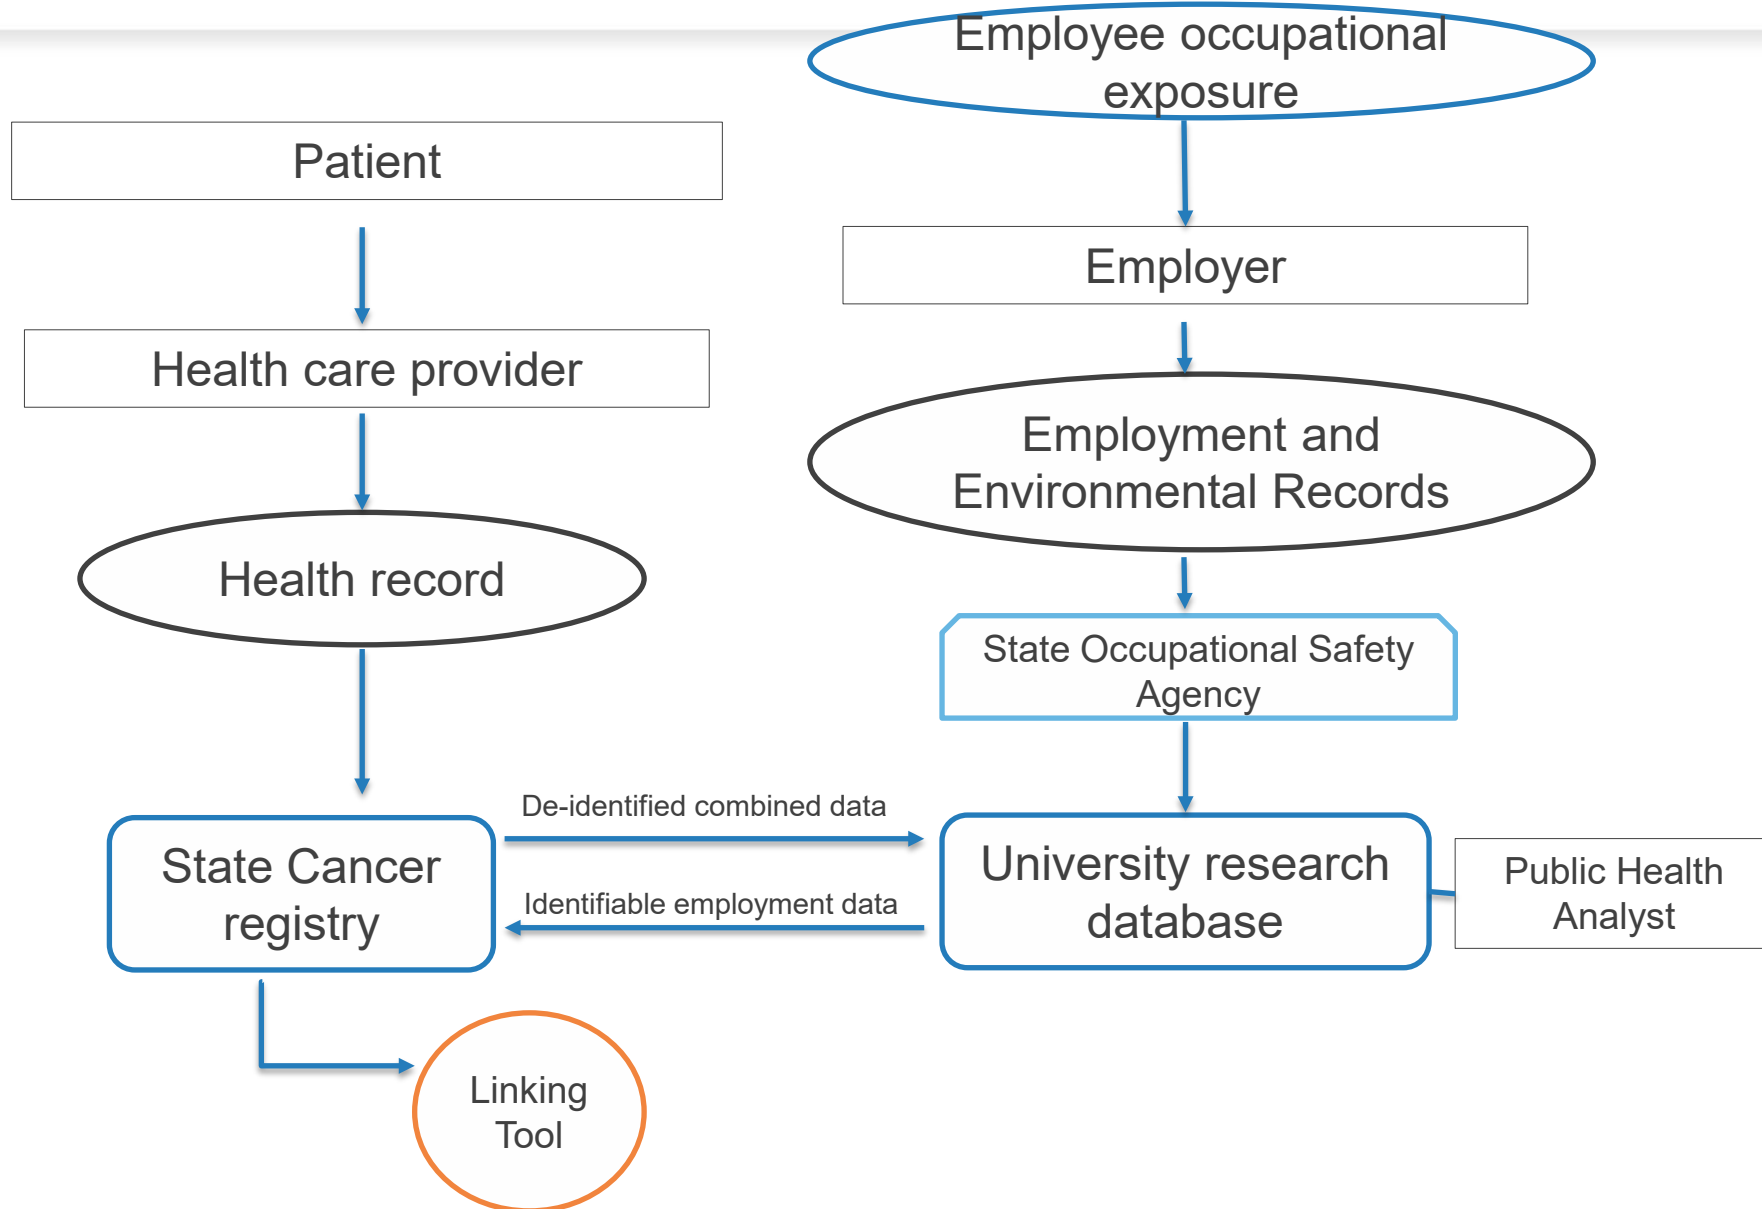 Employee occupational
exposure
Patient
Employer
Health care provider
Employment and
Environmental Records
Health record
State Occupational Safety
Agency
De-identified combined data
State Cancer
registry
Identifiable employment data
University research
database
Public Health
Analyst
Linking
Tool